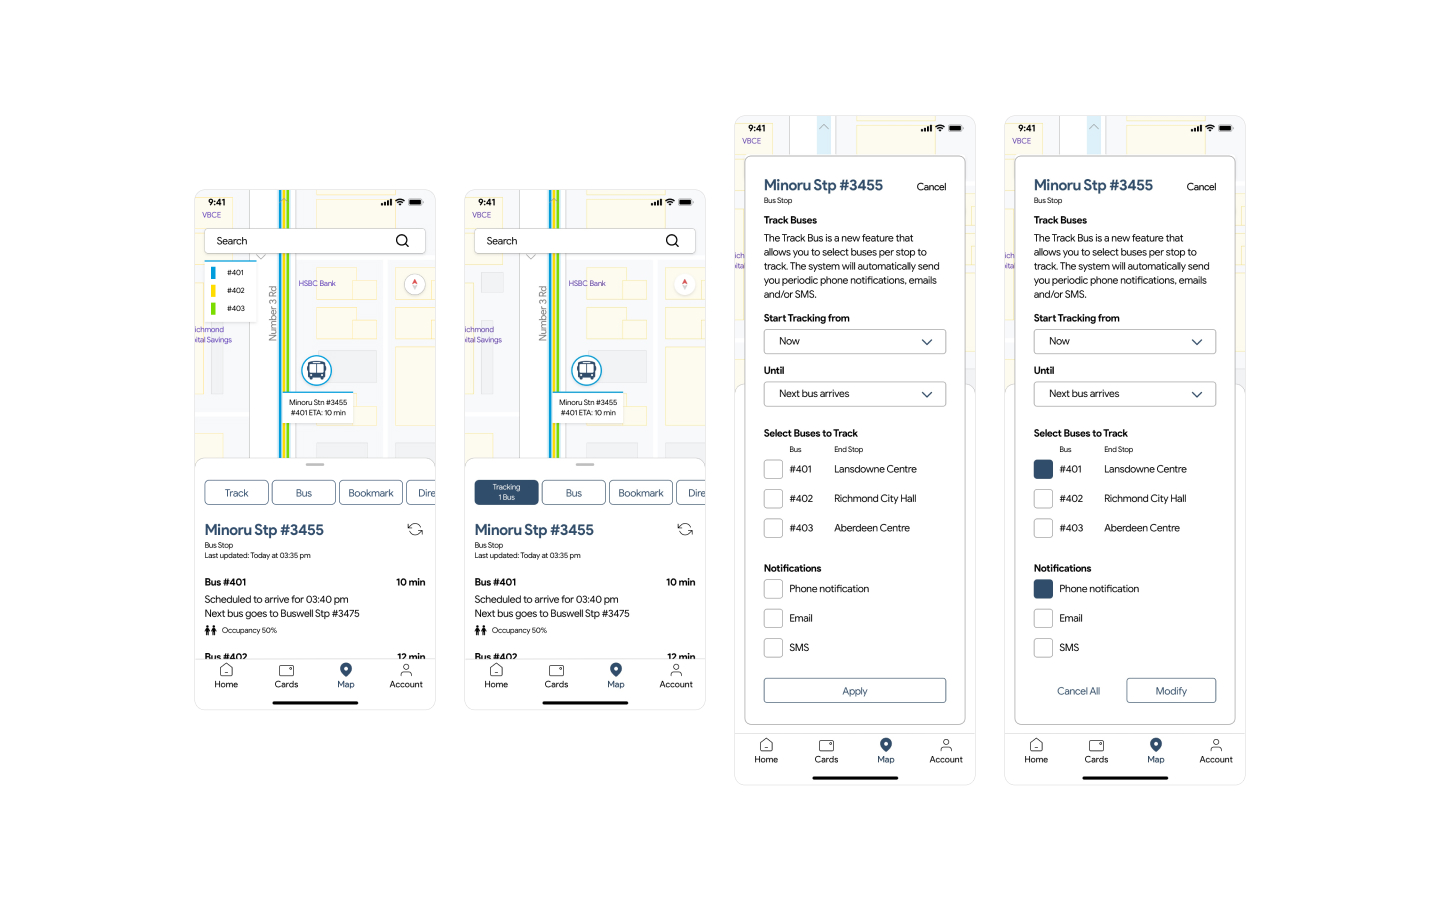 9:41
VBCE
Search
#401
#402
#403
HSBC Bank
Number 3 Rd
ichmond
ital Savings
Minoru Stn #3455
#401 ETA: 10 min
Track
Bus
Bookmark
Dire
Minoru Stp #3455
Bus Stop
Last updated: Today at 03:35 pm
Bus #401
10 min
Scheduled to arrive for 03:40 pm
Next bus goes to Buswell Stp #3475
Occupancy 50%
Bus #402
12 min
Home
Cards
Map
Account
9:41
VBCE
Search
HSBC Bank
Number 3 Rd
ichmond
ital Savings
Minoru Stn #3455
#401 ETA: 10 min
Tracking
1 Bus
Bus
Bookmark
Dire
Minoru Stp #3455
Bus Stop
Last updated: Today at 03:35 pm
Bus #401
10 min
Scheduled to arrive for 03:40 pm
Next bus goes to Buswell Stp #3475
Occupancy 50%
Bus #402
12 min
Home
Cards
Map
Account
9:41
VBCE
ich
ita
Minoru Stp #3455
Cancel
Bus Stop
Track Buses
The Track Bus is a new feature that
allows you to select buses per stop to
track. The system will automatically send
you periodic phone notifications, emails
and/or SMS.
Start Tracking from
Now
Until
Next bus arrives
Select Buses to Track
Bus
End Stop
#401
Lansdowne Centre
#402
Richmond City Hall
#403
Aberdeen Centre
Notifications
Phone notification
Email
SMS
Apply
Home
Cards
Map
Account
9:41
VBCE
ich
ita
Minoru Stp #3455
Cancel
Bus Stop
Track Buses
The Track Bus is a new feature that
allows you to select buses per stop to
track. The system will automatically send
you periodic phone notifications, emails
and/or SMS.
Start Tracking from
Now
Until
Next bus arrives
Select Buses to Track
Bus
End Stop
#401
Lansdowne Centre
#402
Richmond City Hall
#403
Aberdeen Centre
Notifications
Phone notification
Email
SMS
Cancel All
Modify
Home
Cards
Map
Account